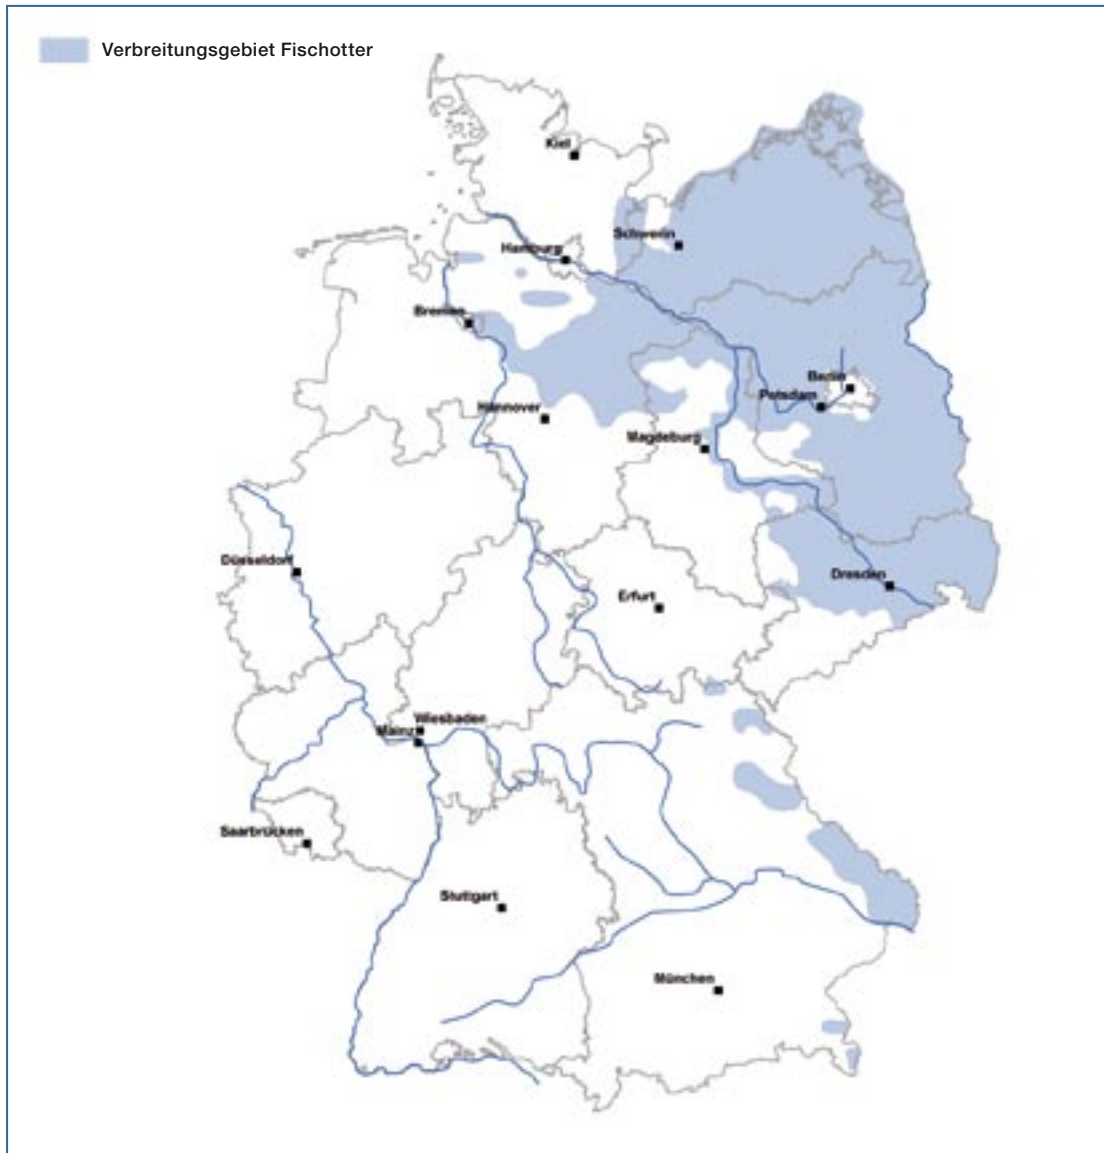 Verbreitungsgebiet Fischotter
Kiel
Schwerin
Hamburg
Bremen
Berlin
Potsdam
Hannover
Magdeburg
Düsseldorf
Dresden
Erfurt
Wiesbaden
Mainz
Saarbrücken
Stuttgart
München